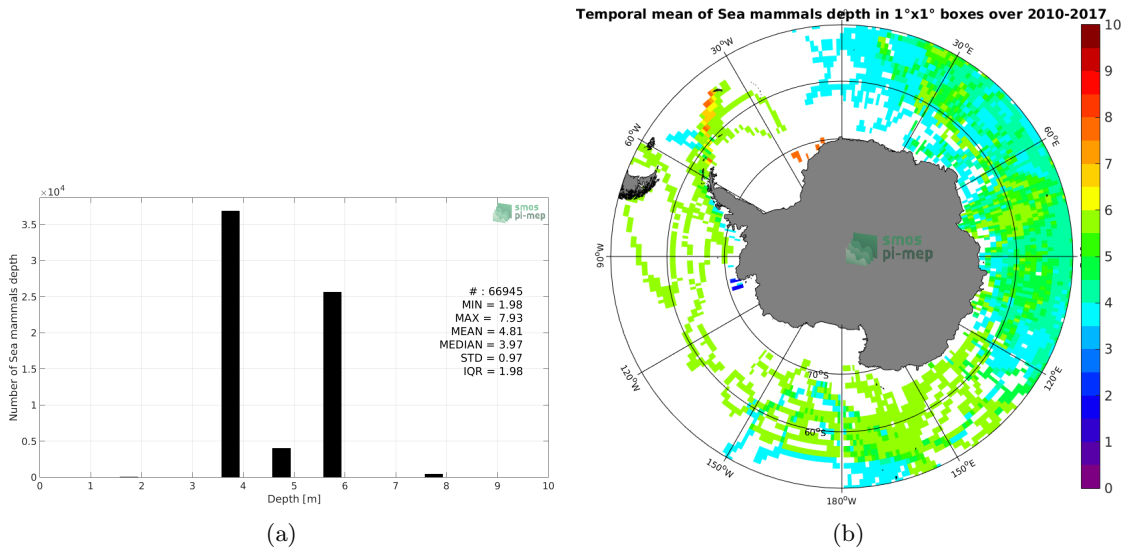 ×10⁴
3.5
3
2.5
2
1.5
1
0.5
0
Number of Sea mammals depth
smos
pi-mep
# : 66945
MIN = 1.98
MAX = 7.93
MEAN = 4.81
MEDIAN = 3.97
STD = 0.97
IQR = 1.98
0 1 2 3 4 5 6 7 8 9 10
Depth [m]
(a)
Temporal mean of Sea mammals depth in 1°x1° boxes over 2010-2017
30°W
30°E
60°W
60°E
90°W
120°W
120°E
150°W
150°E
180°W
70°S
60°S
smos
pi-mep
10
9
8
7
6
5
4
3
2
1
0
(b)